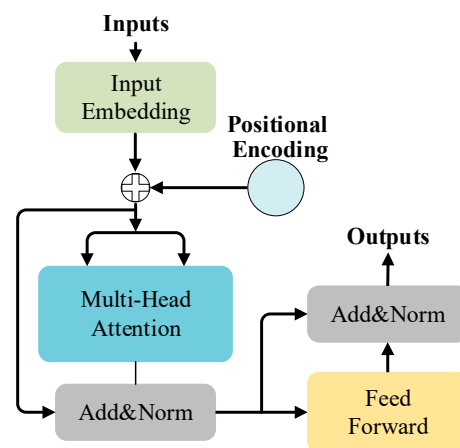 Inputs
Input
Embedding
Positional
Encoding
Outputs
Multi-Head
Attention
Add&Norm
Add&Norm
Feed
Forward